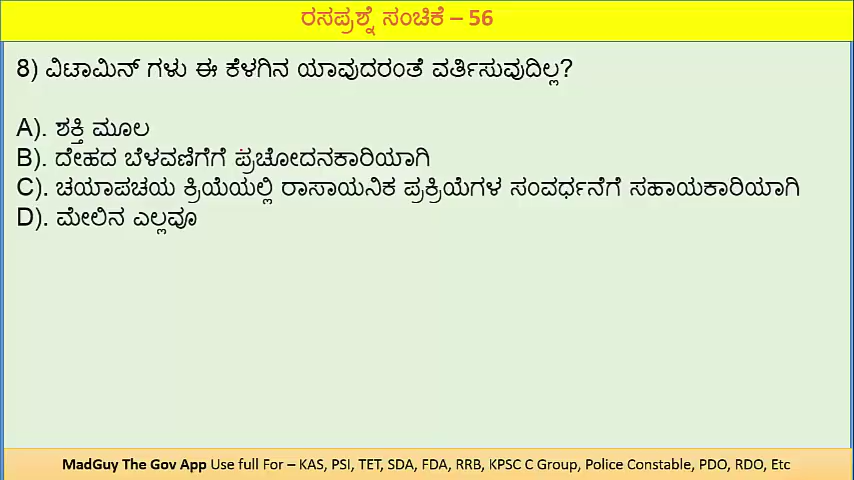 ರಸಪ್ರಶ್ನೆ ಸಂಚಿಕೆ – 56
8) ವಿಟಾಮಿನ್ ಗಳು ಈ ಕೆಳಗಿನ ಯಾವುದರಂತೆ ವರ್ತಿಸುವುದಿಲ್ಲ?
A). ಶಕ್ತಿ ಮೂಲ
B). ದೇಹದ ಬೆಳವಣಿಗೆಗೆ ಪ್ರಚೋದನಕಾರಿಯಾಗಿ
C). ಚಯಾಪಚಯ ಕ್ರಿಯೆಯಲ್ಲಿ ರಾಸಾಯನಿಕ ಪ್ರಕ್ರಿಯೆಗಳ ಸಂವರ್ಧನೆಗೆ ಸಹಾಯಕಾರಿಯಾಗಿ
D). ಮೇಲಿನ ಎಲ್ಲವೂ
MadGuy The Gov App Use full For – KAS, PSI, TET, SDA, FDA, RRB, KPSC C Group, Police Constable, PDO, RDO, Etc